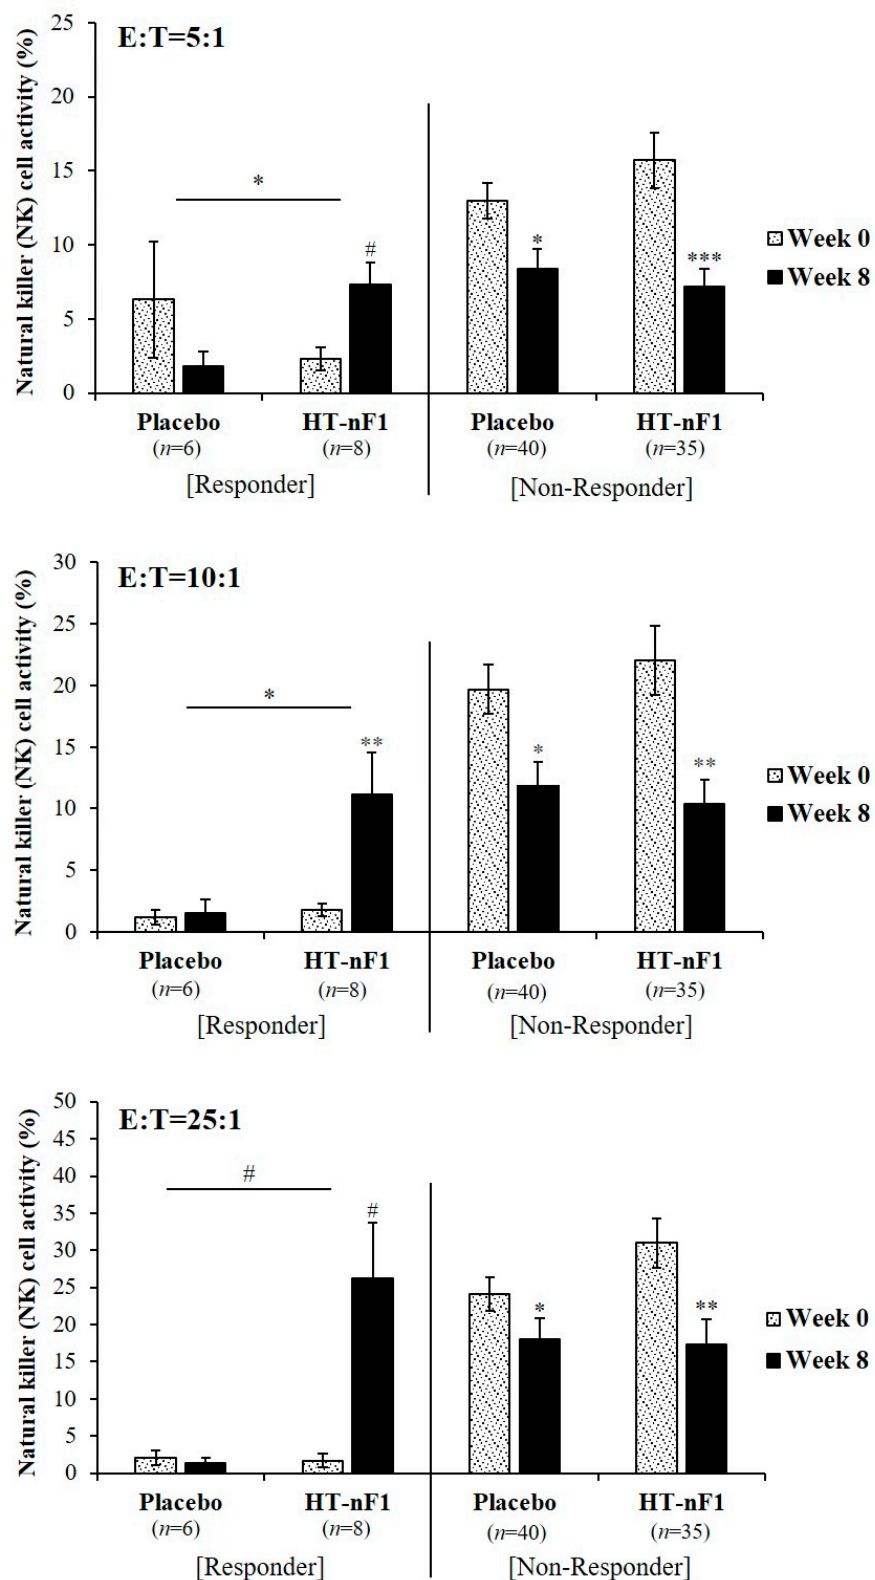 E:T=5:1
Natural killer (NK) cell activity (%)
25
20
15
10
5
0
*
#
*
***
Week 0
Week 8
Placebo HT-nF1 Placebo HT-nF1
(n=6) (n=8) (n=40) (n=35)
[Responder] [Non-Responder]
E:T=10:1
Natural killer (NK) cell activity (%)
30
25
20
15
10
5
0
*
**
*
**
Week 0
Week 8
Placebo HT-nF1 Placebo HT-nF1
(n=6) (n=8) (n=40) (n=35)
[Responder] [Non-Responder]
E:T=25:1
Natural killer (NK) cell activity (%)
50
45
40
35
30
25
20
15
10
5
0
#
#
*
**
Week 0
Week 8
Placebo HT-nF1 Placebo HT-nF1
(n=6) (n=8) (n=40) (n=35)
[Responder] [Non-Responder]